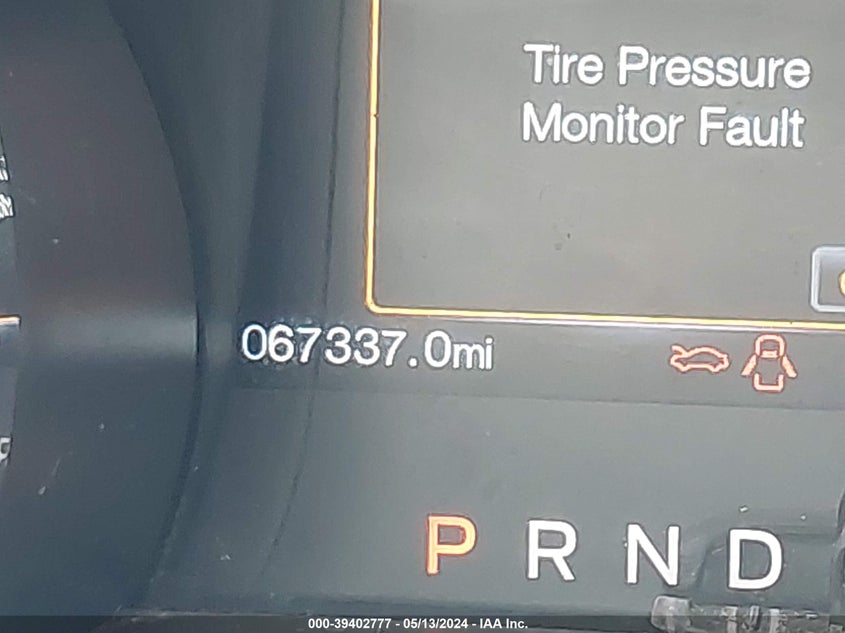 Tire Pressure
Monitor Fault
067337.0mi
P R N D
000-39402777 - 05/13/2024 - IAA Inc.